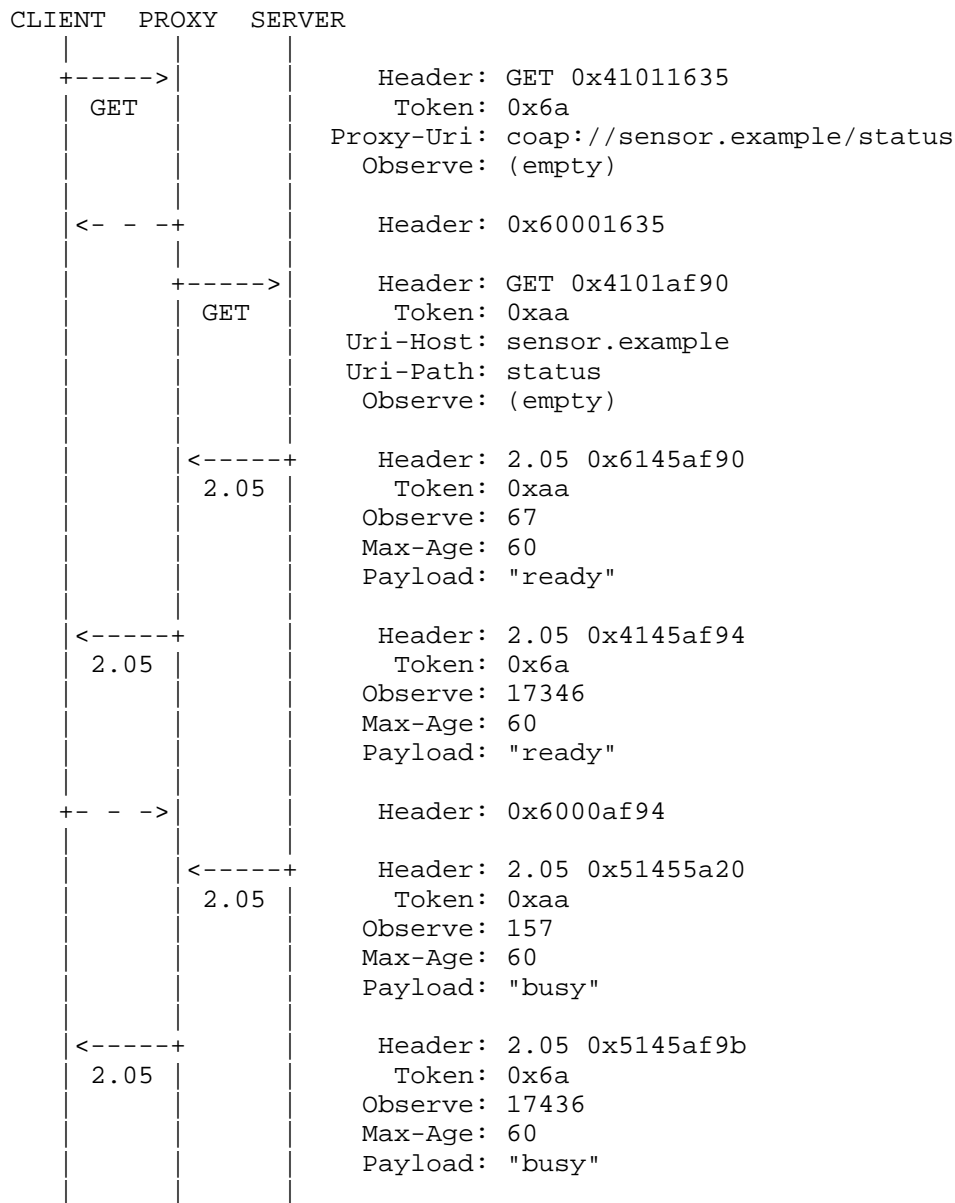 CLIENT  PROXY  SERVER
   |      |      |
   +----->|      |     Header: GET 0x41011635
   | GET  |      |      Token: 0x6a
   |      |      |  Proxy-Uri: coap://sensor.example/status
   |      |      |    Observe: (empty)
   |      |      |
   |<- - -+      |     Header: 0x60001635
   |      |      |
   |      +----->|     Header: GET 0x4101af90
   |      | GET  |      Token: 0xaa
   |      |      |   Uri-Host: sensor.example
   |      |      |   Uri-Path: status
   |      |      |    Observe: (empty)
   |      |      |
   |      |<-----+     Header: 2.05 0x6145af90
   |      | 2.05 |      Token: 0xaa
   |      |      |    Observe: 67
   |      |      |    Max-Age: 60
   |      |      |    Payload: "ready"
   |      |      |
   |<-----+      |     Header: 2.05 0x4145af94
   | 2.05 |      |      Token: 0x6a
   |      |      |    Observe: 17346
   |      |      |    Max-Age: 60
   |      |      |    Payload: "ready"
   |      |      |
   +- - ->|      |     Header: 0x6000af94
   |      |      |
   |      |<-----+     Header: 2.05 0x51455a20
   |      | 2.05 |      Token: 0xaa
   |      |      |    Observe: 157
   |      |      |    Max-Age: 60
   |      |      |    Payload: "busy"
   |      |      |
   |<-----+      |     Header: 2.05 0x5145af9b
   | 2.05 |      |      Token: 0x6a
   |      |      |    Observe: 17436
   |      |      |    Max-Age: 60
   |      |      |    Payload: "busy"
   |      |      |